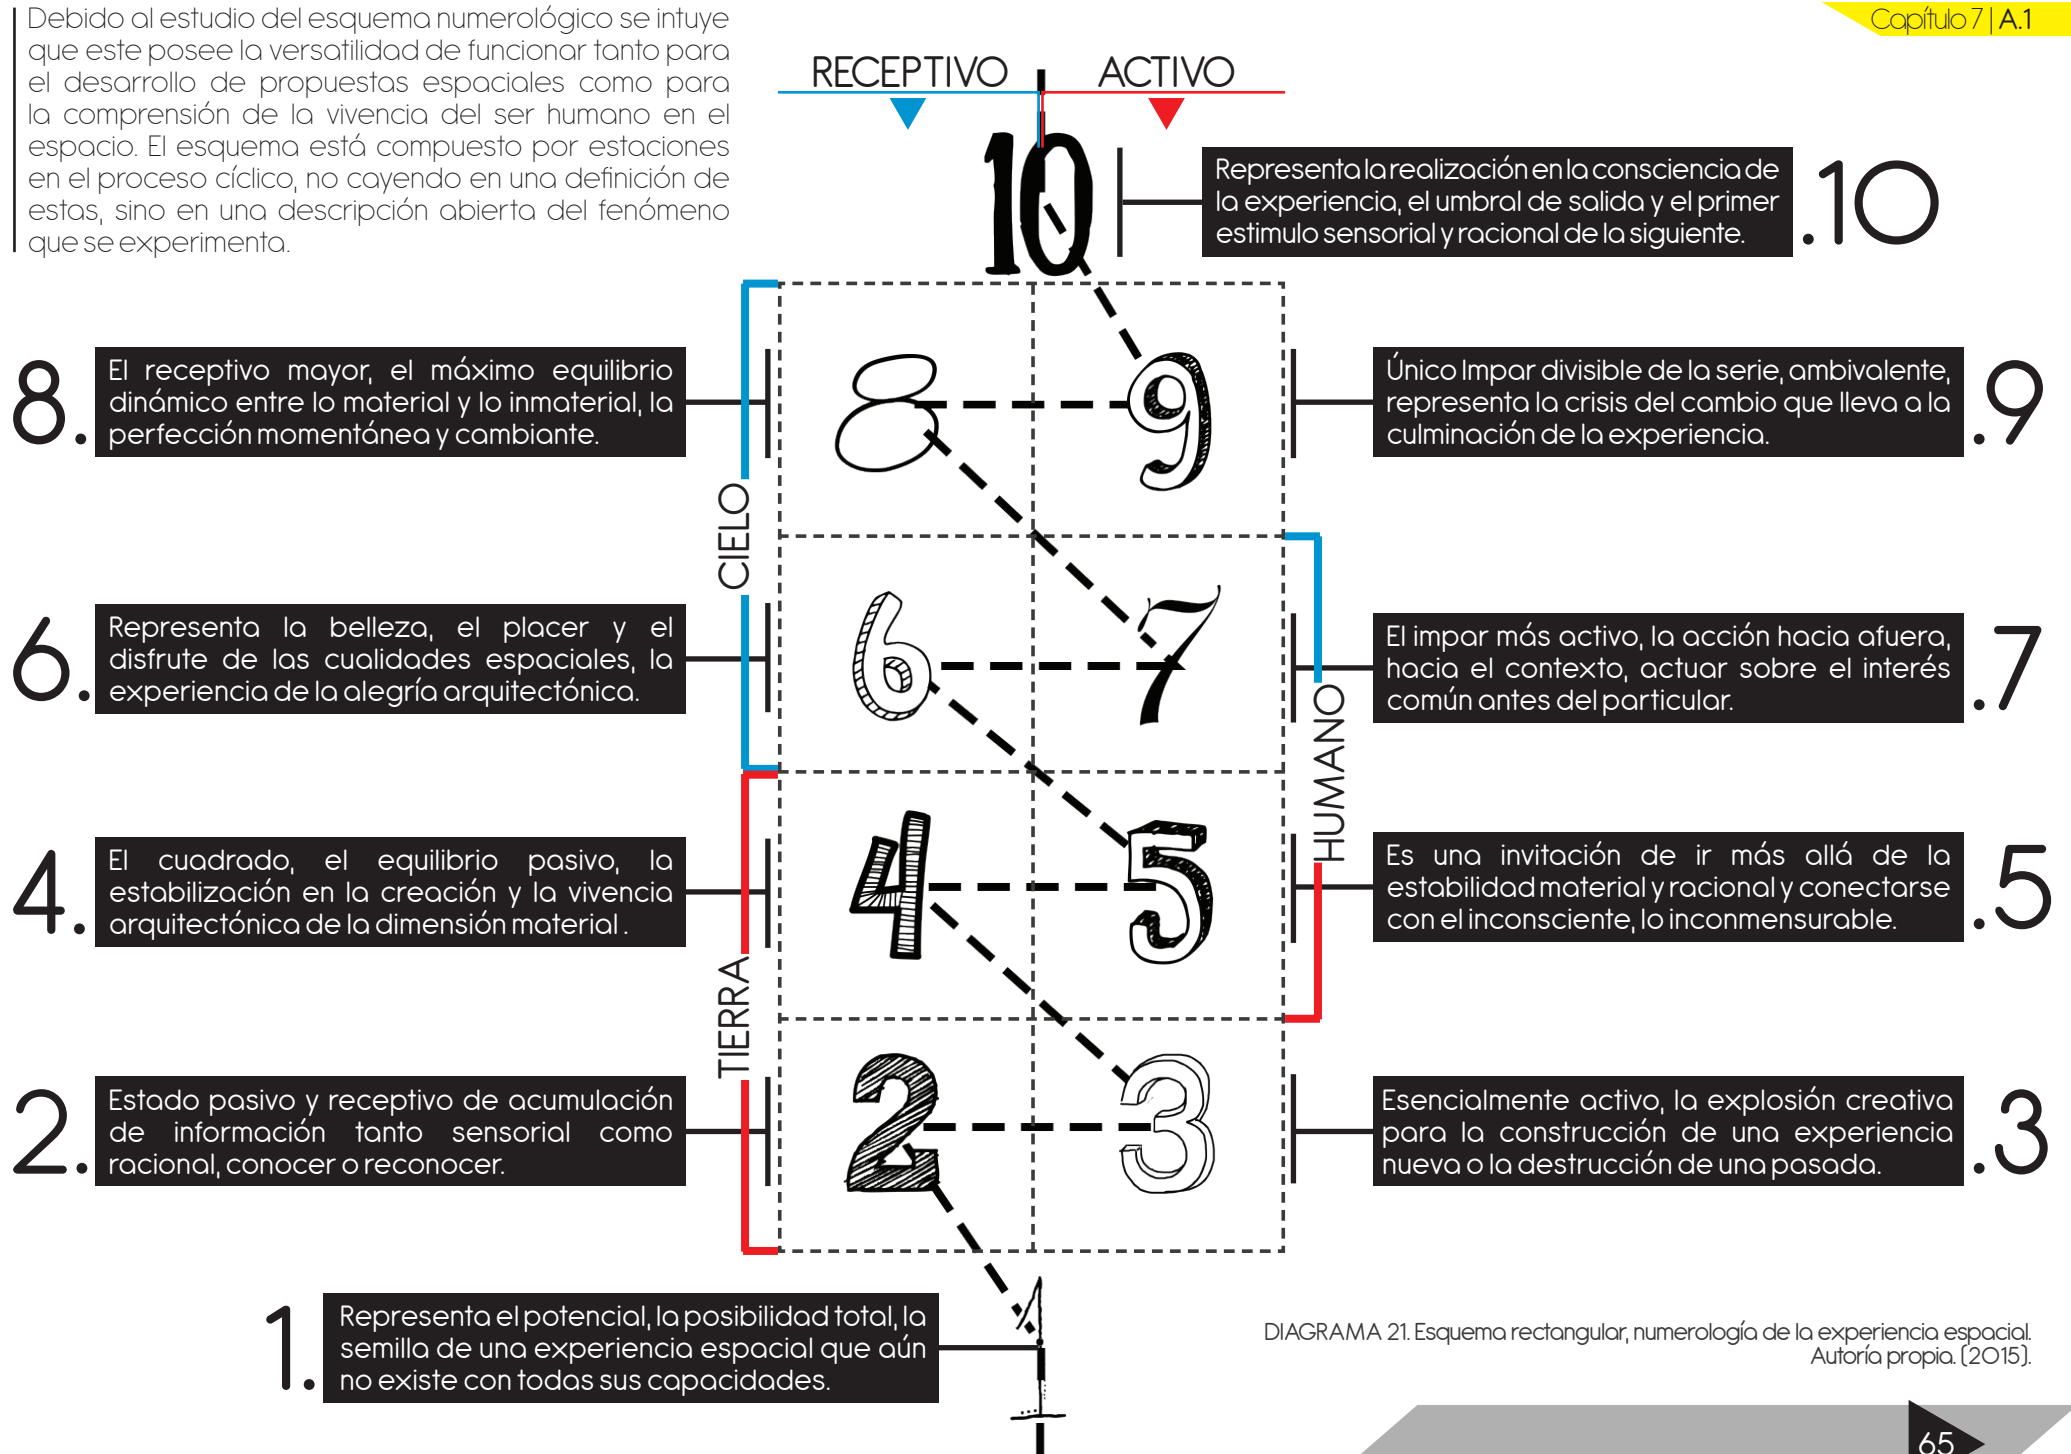 Debido al estudio del esquema numerológico se intuye
que este posee la versatilidad de funcionar tanto para
el desarrollo de propuestas espaciales como para
la comprensión de la vivencia del ser humano en el
espacio. El esquema está compuesto por estaciones
en el proceso cíclico, no cayendo en una definición de
estas, sino en una descripción abierta del fenómeno
que se experimenta.
Capítulo 7 | A.1
RECEPTIVO
ACTIVO
10
Representa la realización en la consciencia de
la experiencia, el umbral de salida y el primer
estimulo sensorial y racional de la siguiente.
.10
8.
El receptivo mayor, el máximo equilibrio
dinámico entre lo material y lo inmaterial, la
perfección momentánea y cambiante.
8
9
Único Impar divisible de la serie, ambivalente,
representa la crisis del cambio que lleva a la
culminación de la experiencia.
.9
CIELO
6.
Representa la belleza, el placer y el
disfrute de las cualidades espaciales, la
experiencia de la alegría arquitectónica.
6
7
El impar más activo, la acción hacia afuera,
hacia el contexto, actuar sobre el interés
común antes del particular.
.7
HUMANO
4.
El cuadrado, el equilibrio pasivo, la
estabilización en la creación y la vivencia
arquitectónica de la dimensión material .
4
5
Es una invitación de ir más allá de la
estabilidad material y racional y conectarse
con el inconsciente, lo inconmensurable.
.5
TIERRA
2.
Estado pasivo y receptivo de acumulación
de información tanto sensorial como
racional, conocer o reconocer.
2
3
Esencialmente activo, la explosión creativa
para la construcción de una experiencia
nueva o la destrucción de una pasada.
.3
1.
Representa el potencial, la posibilidad total, la
semilla de una experiencia espacial que aún
no existe con todas sus capacidades.
1
DIAGRAMA 21. Esquema rectangular, numerología de la experiencia espacial.
Autoría propia. (2015).
65